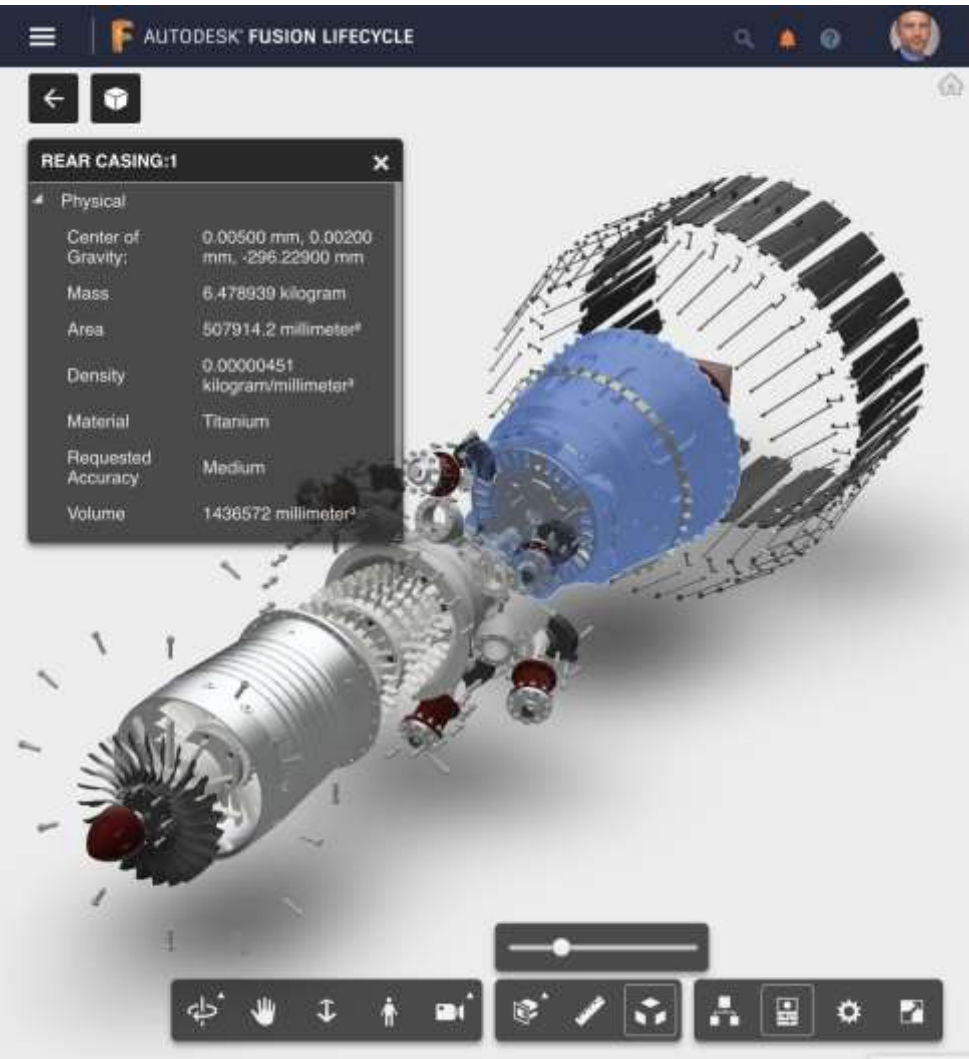 AUTODESK® FUSION LIFECYCLE
REAR CASING:1
Physical
Center of Gravity: 0.00500 mm, 0.00200
mm, -296.22900 mm
Mass 6.478939 kilogram
Area 507914.2 millimeter²
Density 0.00000451
kilogram/millimeter³
Material Titanium
Requested Accuracy Medium
Volume 1436572 millimeter³